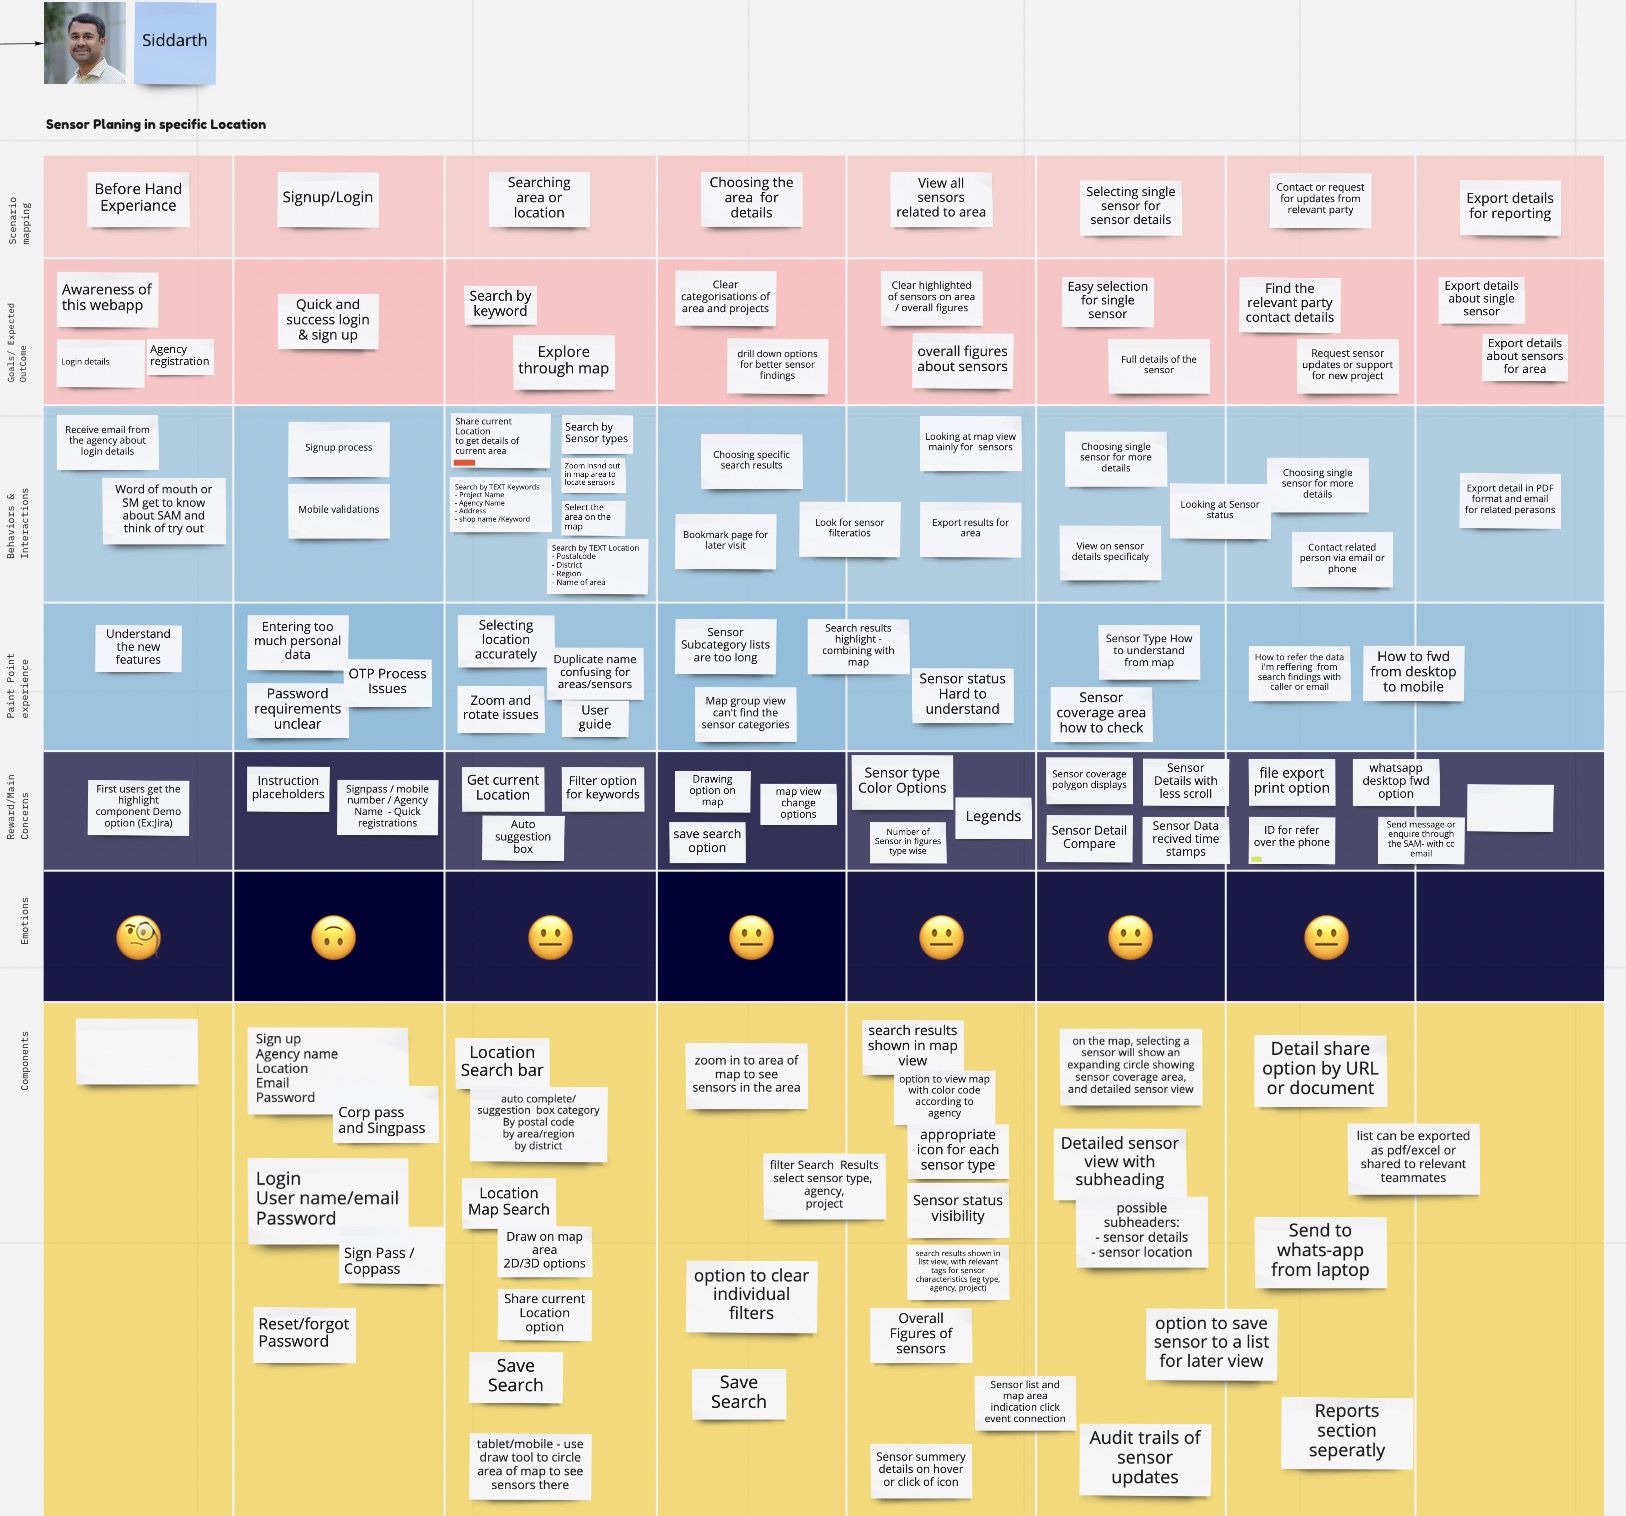 Siddarth
Sensor Planing in specific Location
Scenario
mapping
Before Hand
Experiance
Signup/Login
Searching
area or
location
Choosing the
area for
details
View all
sensors
related to area
Selecting single
sensor for
sensor details
Contact or request
for updates from
relevant party
Export details
for reporting
Goals/ Expected
Outcome
Awareness of
this webapp
Login details
Agency
registration
Quick and
success login
& sign up
Search by
keyword
Explore
through map
Clear
categorisations of
area and projects
drill down options
for better sensor
findings
Clear highlighted
of sensors on area
/ overall figures
overall figures
about sensors
Easy selection
for single
sensor
Full details of the
sensor
Find the
relevant party
contact details
Request sensor
updates or support
for new project
Export details
about single
sensor
Export details
about sensors
for area
Behaviors &
Interactions
Receive email from
the agency about
login details
Word of mouth or
SM get to know
about SAM and
think of try out
Signup process
Mobile validations
Share current
Location
to get details of
current area
Search by
Sensor types
Zoom insnd out
in map area to
locate sensors
Search by TEXT Keywords
- Project Name
- Agency Name
- Address
- shop name /Keyword
Select the
area on the
map
Search by TEXT Location
- Postalcode
- District
- Region
- Name of area
Choosing specific
search results
Bookmark page for
later visit
Look for sensor
filteratios
Looking at map view
mainly for sensors
Export results for
area
Choosing single
sensor for more
details
View on sensor
details specificaly
Looking at Sensor
status
Choosing single
sensor for more
details
Contact related
person via email or
phone
Export detail in PDF
format and email
for related perasons
Paint Point
experience
Understand
the new
features
Entering too
much personal
data
OTP Process
Issues
Password
requirements
unclear
Selecting
location
accurately
Duplicate name
confusing for
areas/sensors
Zoom and
rotate issues
User
guide
Sensor
Subcategory lists
are too long
Map group view
can't find the
sensor categories
Search results
highlight -
combining with
map
Sensor status
Hard to
understand
Sensor Type How
to understand
from map
Sensor
coverage area
how to check
How to refer the data
i'm reffering from
search findings with
caller or email
How to fwd
from desktop
to mobile
Reward/Main
Concerns
First users get the
highlight
component Demo
option (Ex:Jira)
Instruction
placeholders
Signpass / mobile
number / Agency
Name - Quick
registrations
Get current
Location
Filter option
for keywords
Auto
suggestion
box
Drawing
option on
map
map view
change
options
save search
option
Sensor type
Color Options
Legends
Number of
Sensor in figures
type wise
Sensor coverage
polygon displays
Sensor
Details with
less scroll
Sensor Detail
Compare
Sensor Data
recived time
stamps
file export
print option
whatsapp
desktop fwd
option
ID for refer
over the phone
Send message or
enquire through
the SAM- with cc
email
Emotions
Components
Sign up
Agency name
Location
Email
Password
Corp pass
and Singpass
Login
User name/email
Password
Sign Pass /
Coppass
Reset/forgot
Password
Location
Search bar
auto complete/
suggestion box category
By postal code
by area/region
by district
Location
Map Search
Draw on map
area
2D/3D options
Share current
Location
option
Save
Search
tablet/mobile - use
draw tool to circle
area of map to see
sensors there
zoom in to area of
map to see
sensors in the area
filter Search Results
select sensor type,
agency,
project
option to clear
individual
filters
Save
Search
search results
shown in map
view
option to view map
with color code
according to
agency
appropriate
icon for each
sensor type
Sensor status
visibility
search results shown in
list view, with relevant
tags for sensor
characteristics (eg type,
agency, project)
Overall
Figures of
sensors
Sensor list and
map area
indication click
event connection
Sensor summery
details on hover
or click of icon
on the map, selecting a
sensor will show an
expanding circle showing
sensor coverage area,
and detailed sensor view
Detailed sensor
view with
subheading
possible
subheaders:
- sensor details
- sensor location
option to save
sensor to a list
for later view
Audit trails of
sensor
updates
Detail share
option by URL
or document
list can be exported
as pdf/excel or
shared to relevant
teammates
Send to
whats-app
from laptop
Reports
section
seperatly